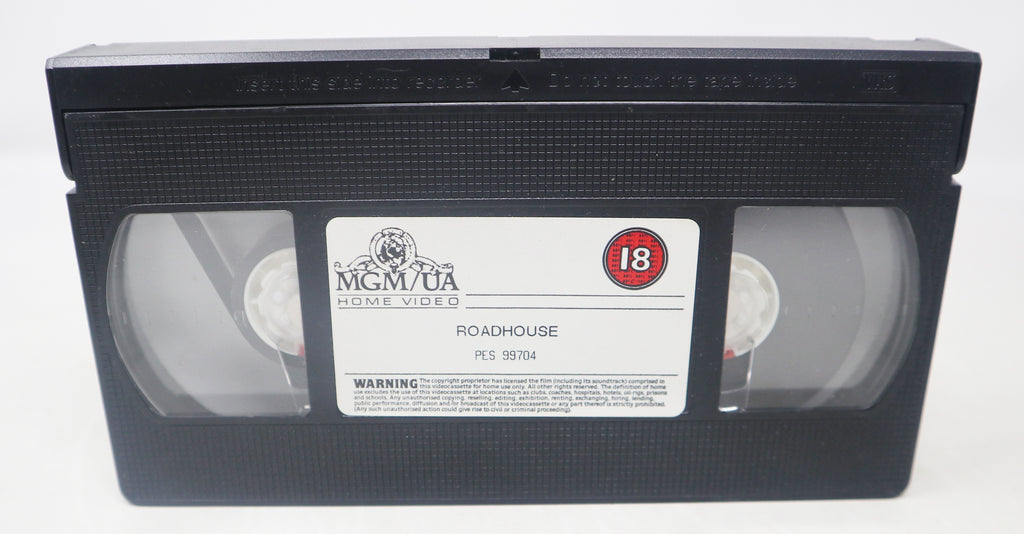 Insert this side into recorder Do not touch the tape inside VHS
MGM/UA
HOME VIDEO
18
ROADHOUSE
PES 99704
WARNING The copyright proprietor has licensed the film (including its soundtrack) comprised in
this videocassette for home use only. All other rights reserved. The definition of home
use excludes the use of this videocassette at locations such as clubs, coaches, hospitals, hotels, oil-rigs, prisons
and schools. Any unauthorised copying, reselling, editing, exhibition, renting, exchanging, hiring, lending,
public performance, diffusion and/or broadcast of this videocassette or any part thereof is strictly prohibited.
(Any such unauthorised action could give rise to civil or criminal proceeding).